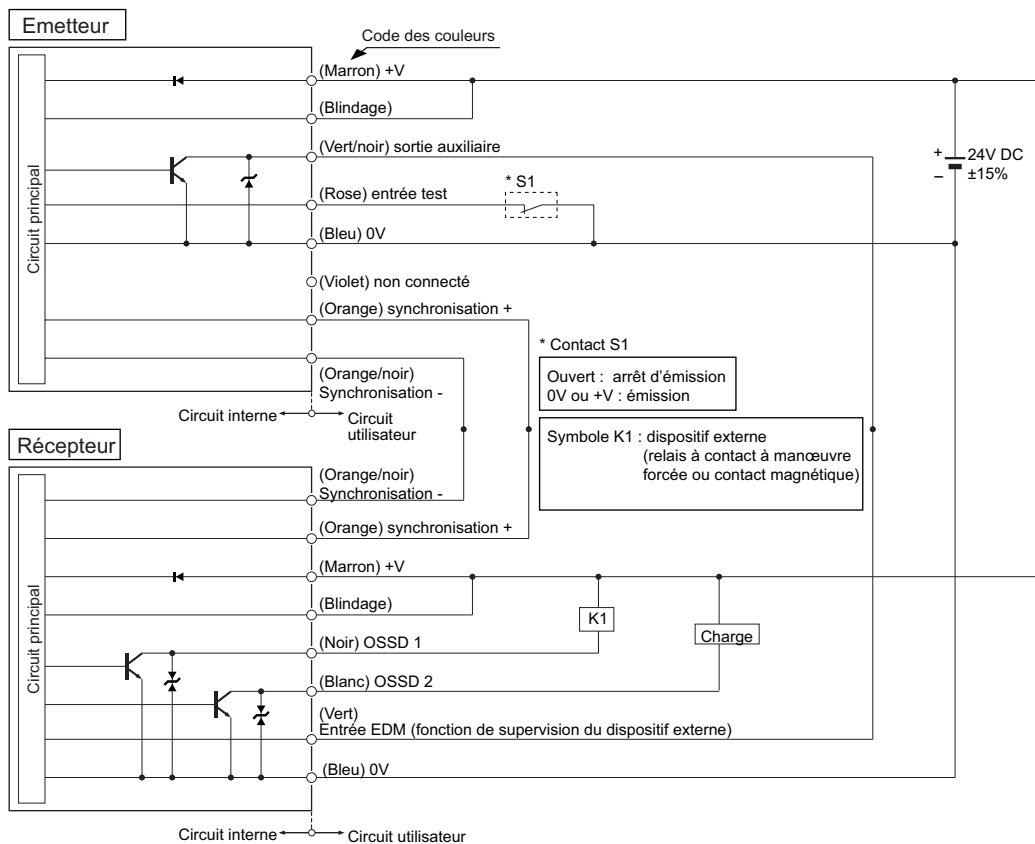 Emetteur
Code des couleurs
Circuit principal
(Marron) +V
(Blindage)
(Vert/noir) sortie auxiliaire
* S1
+
24V DC
–
±15%
(Rose) entrée test
(Bleu) 0V
(Violet) non connecté
(Orange) synchronisation +
(Orange/noir)
Synchronisation -
* Contact S1
Ouvert : arrêt d'émission
0V ou +V : émission
Circuit interne
Circuit
utilisateur
Symbole K1 : dispositif externe
(relais à contact à manœuvre
forcée ou contact magnétique)
Récepteur
Circuit principal
(Orange/noir)
Synchronisation -
(Orange) synchronisation +
(Marron) +V
(Blindage)
K1
Charge
(Noir) OSSD 1
(Blanc) OSSD 2
(Vert)
Entrée EDM (fonction de supervision du dispositif externe)
(Bleu) 0V
Circuit interne
Circuit utilisateur